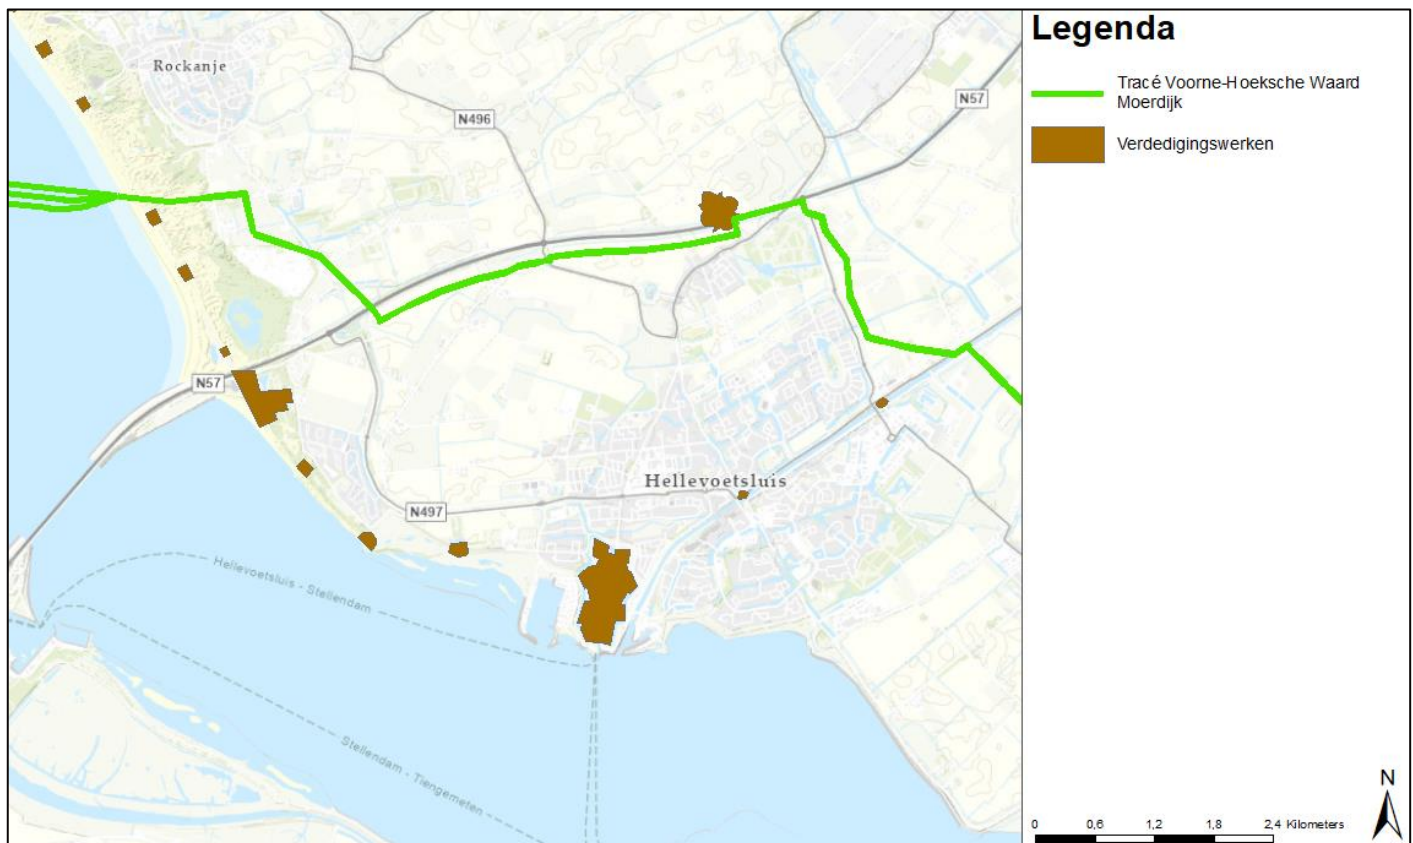 Legenda
Tracé Voorne-Hoeksche Waard
Moerdijk
Verdedigingswerken
Rockanje
N496
N57
N57
Hellevoetsluis
N497
Hellevoetsluis - Stellendam
Stellendam - Tiengemeten
N
0 0,6 1,2 1,8 2,4 Kilometers